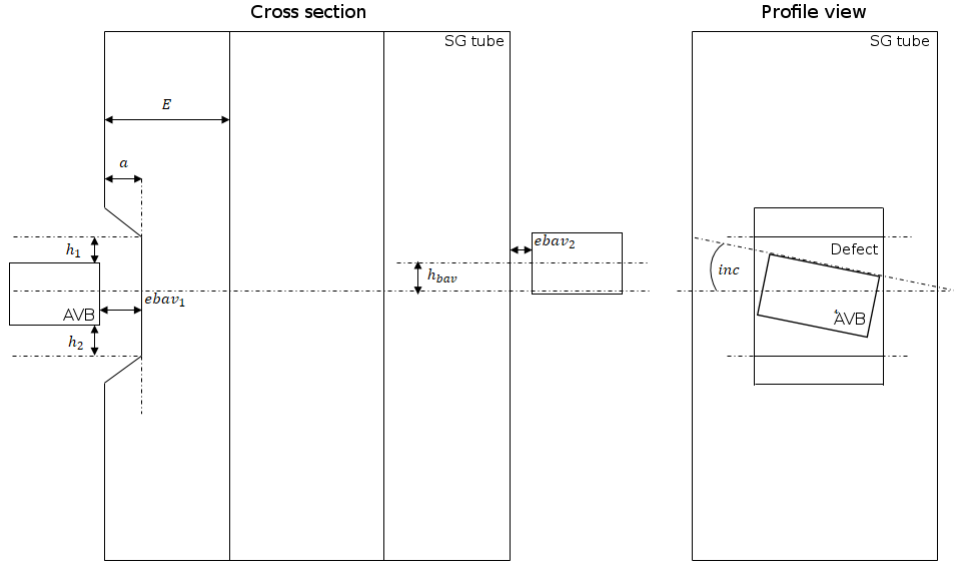 Cross section
Profile view
SG tube
SG tube
E
a
h1
ebav2
Defect
hbav
inc
ebav1
AVB
AVB
h2